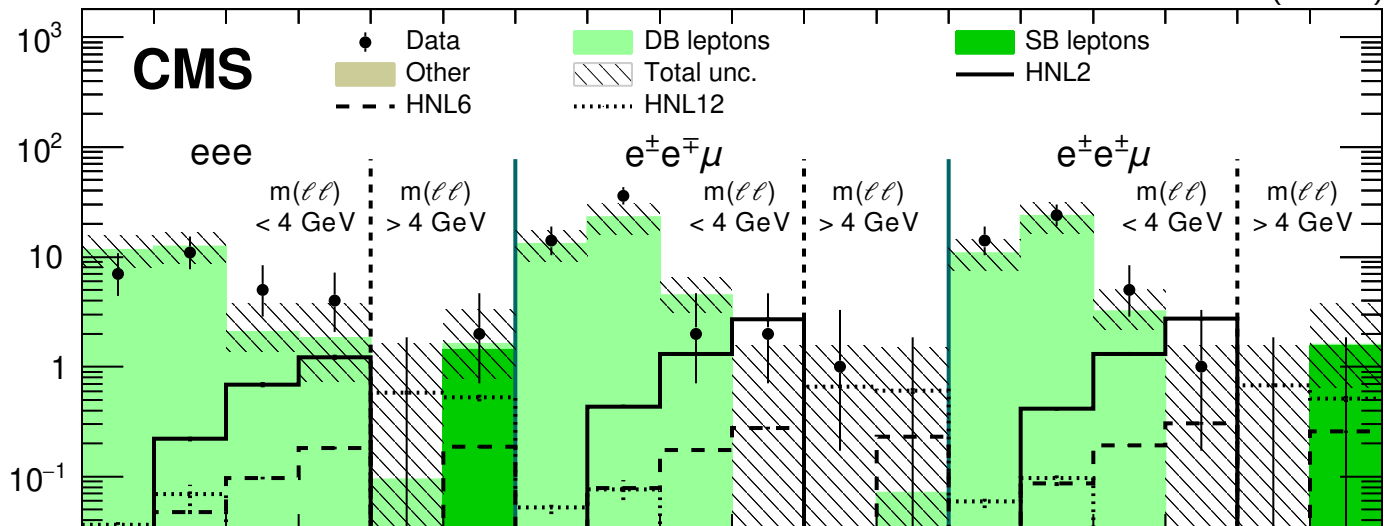 10³
CMS
Data
DB leptons
SB leptons
Other
Total unc.
HNL2
HNL6
HNL12
10²
eee
e±e∓μ
e±e±μ
m(ℓℓ)
< 4 GeV
m(ℓℓ)
> 4 GeV
m(ℓℓ)
< 4 GeV
m(ℓℓ)
> 4 GeV
m(ℓℓ)
< 4 GeV
m(ℓℓ)
> 4 GeV
10
1
10⁻¹